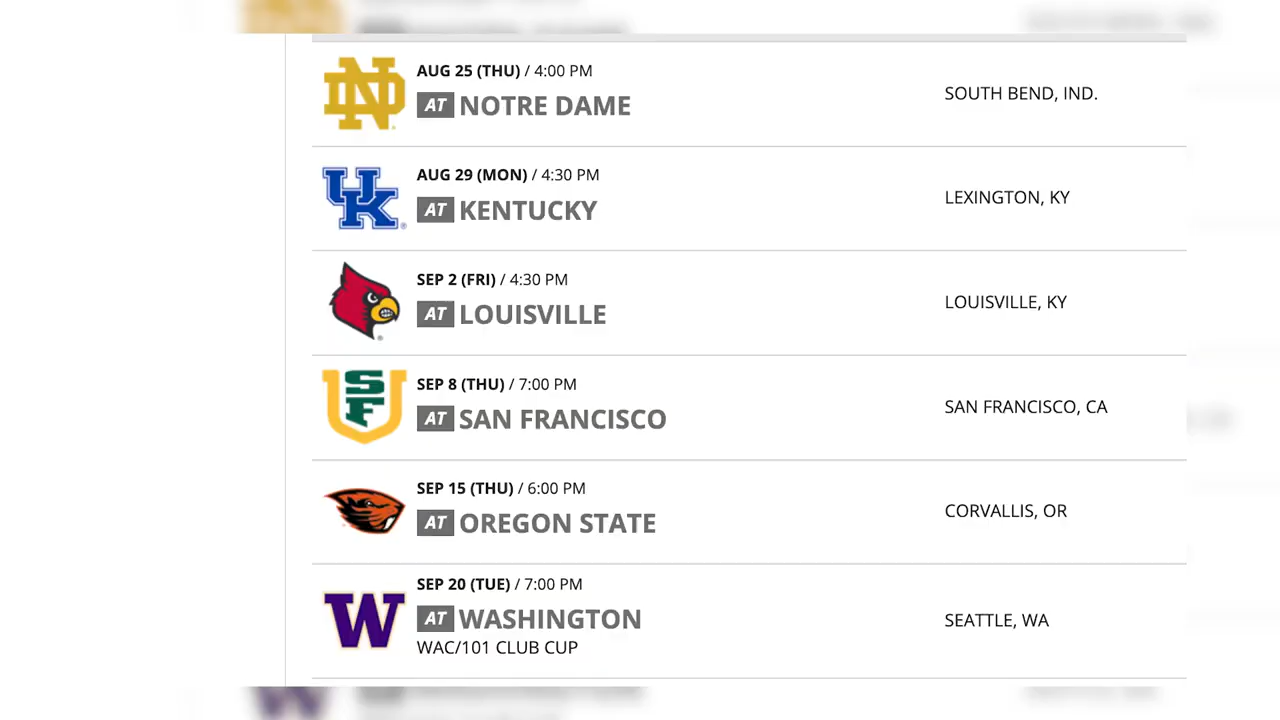 AUG 25 (THU) / 4:00 PM
AT NOTRE DAME
SOUTH BEND, IND.
AUG 29 (MON) / 4:30 PM
AT KENTUCKY
LEXINGTON, KY
SEP 2 (FRI) / 4:30 PM
AT LOUISVILLE
LOUISVILLE, KY
SF
SEP 8 (THU) / 7:00 PM
AT SAN FRANCISCO
SAN FRANCISCO, CA
SEP 15 (THU) / 6:00 PM
AT OREGON STATE
CORVALLIS, OR
W
SEP 20 (TUE) / 7:00 PM
AT WASHINGTON
WAC/101 CLUB CUP
SEATTLE, WA